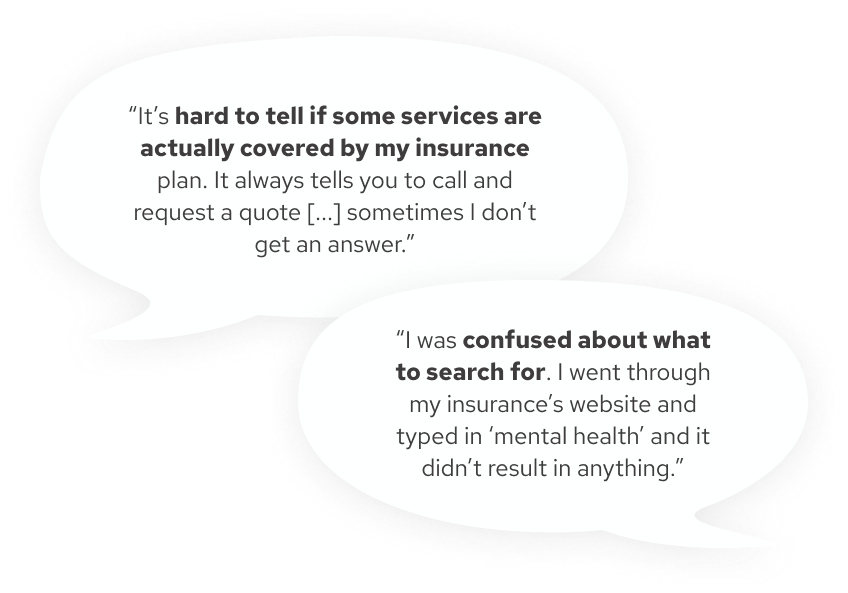 “It’s hard to tell if some services are
actually covered by my insurance
plan. It always tells you to call and
request a quote [...] sometimes I don’t
get an answer.”
“I was confused about what
to search for. I went through
my insurance’s website and
typed in ‘mental health’ and it
didn’t result in anything.”